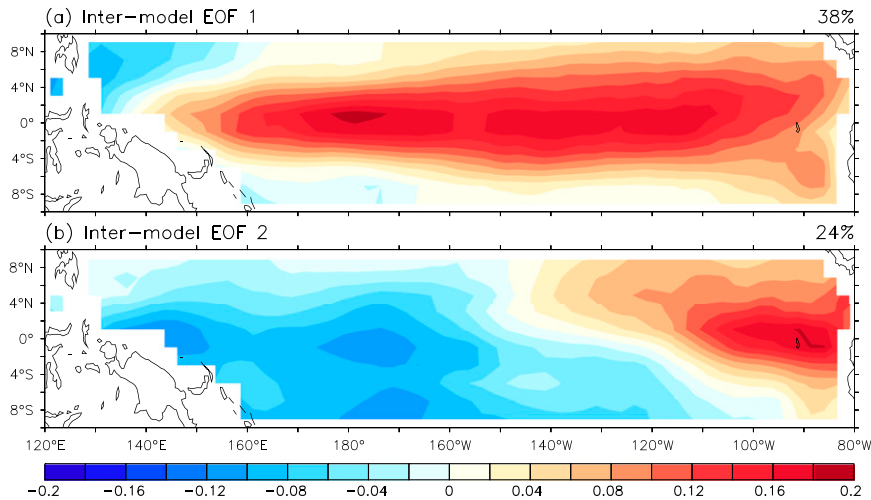 (a) Inter-model EOF 1 38%
8°N
4°N
0°
4°S
8°S
(b) Inter-model EOF 2 24%
8°N
4°N
0°
4°S
8°S
120°E 140°E 160°E 180° 160°W 140°W 120°W 100°W 80°W
-0.2 -0.16 -0.12 -0.08 -0.04 0 0.04 0.08 0.12 0.16 0.2